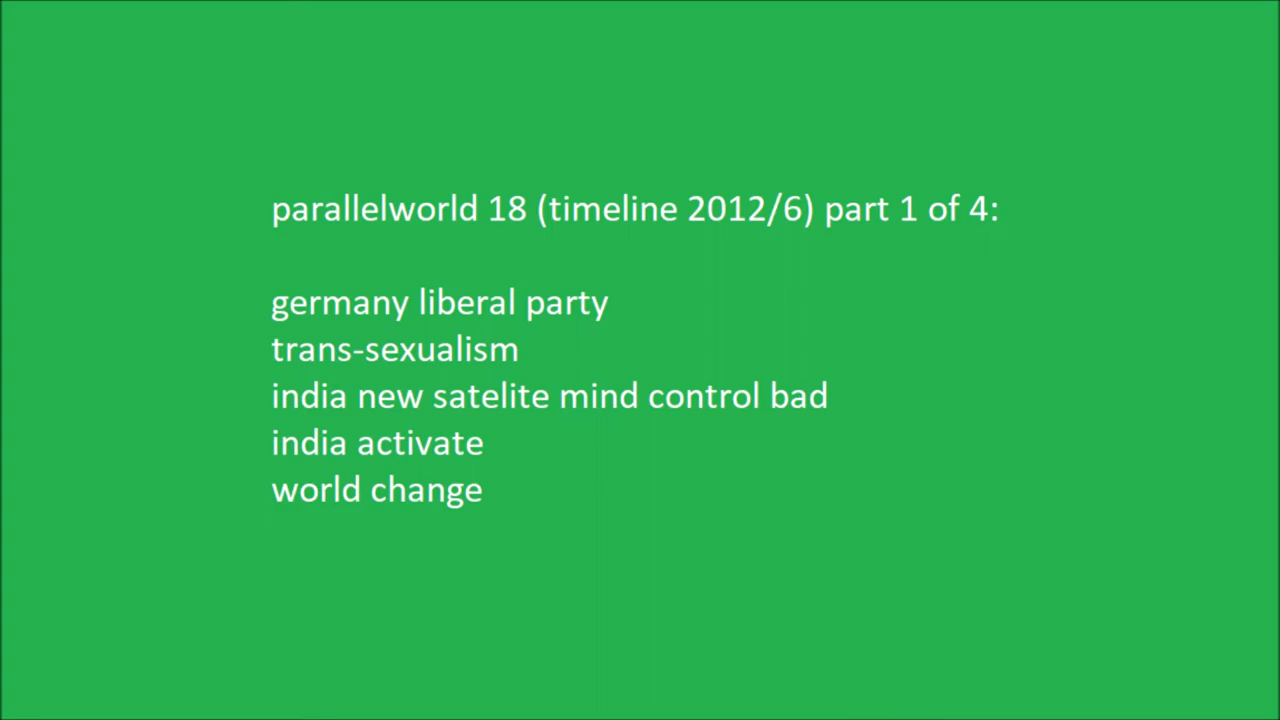 parallelworld 18 (timeline 2012/6) part 1 of 4:
germany liberal party
trans-sexualism
india new satelite mind control bad
india activate
world change